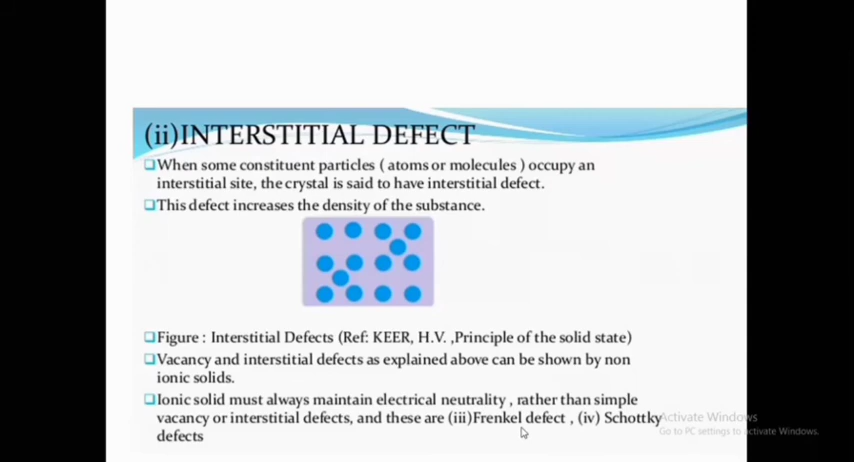 (ii)INTERSTITIAL DEFECT
When some constituent particles ( atoms or molecules ) occupy an
interstitial site, the crystal is said to have interstitial defect.
This defect increases the density of the substance.
Figure : Interstitial Defects (Ref: KEER, H.V. ,Principle of the solid state)
Vacancy and interstitial defects as explained above can be shown by non
ionic solids.
Ionic solid must always maintain electrical neutrality , rather than simple
vacancy or interstitial defects, and these are (iii)Frenkel defect , (iv) Schottky
defects
Activate Windows
Go to PC settings to activate Windows.